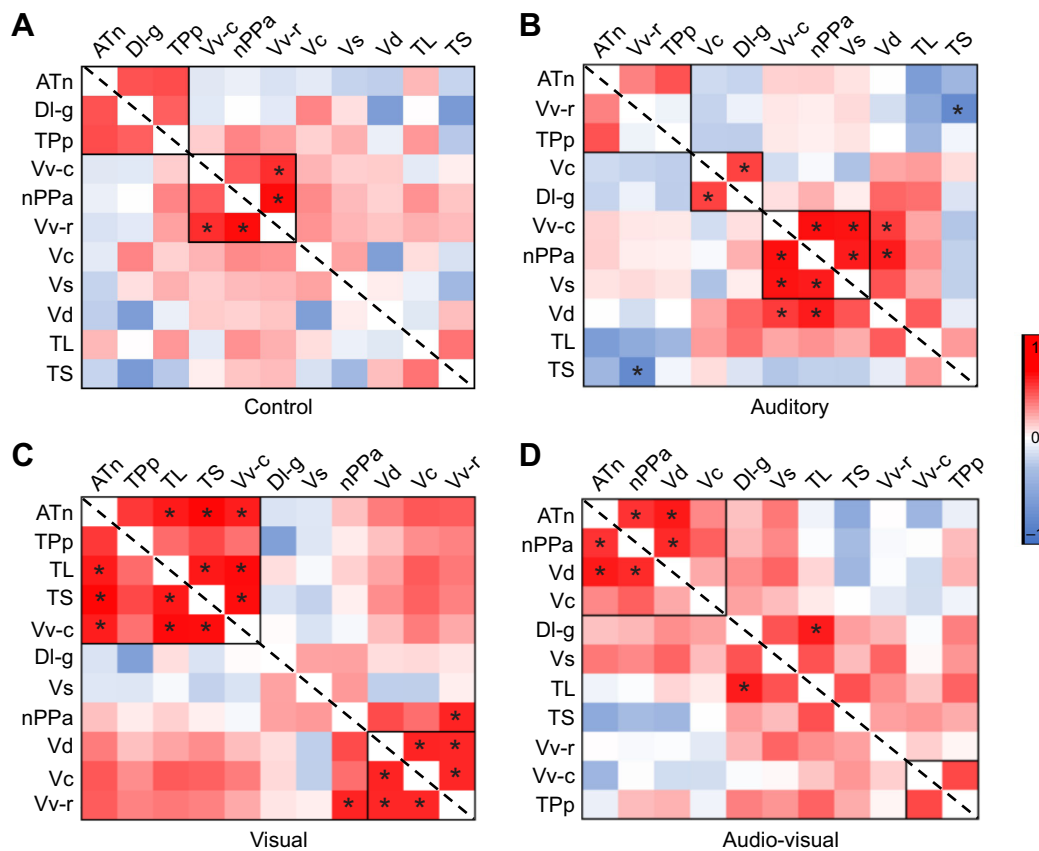 A
ATn Dl-g TPp Vv-c nPPa Vv-r Vc Vs Vd TL TS
ATn
Dl-g
TPp
Vv-c *
nPPa *
Vv-r * *
Vc
Vs
Vd
TL
TS
Control
B
ATn Vv-r TPp Vc Dl-g Vv-c nPPa Vs Vd TL TS
ATn
Vv-r *
TPp
Vc *
Dl-g *
Vv-c * * *
nPPa * * *
Vs * *
Vd * *
TL
TS *
Auditory
1
0
–1
C
ATn TPp TL TS Vv-c Dl-g Vs nPPa Vd Vc Vv-r
ATn * * *
TPp
TL * * *
TS * * *
Vv-c * * *
Dl-g
Vs
nPPa *
Vd * *
Vc * *
Vv-r * * *
Visual
D
ATn nPPa Vd Vc Dl-g Vs TL TS Vv-r Vv-c TPp
ATn * *
nPPa * *
Vd * *
Vc
Dl-g *
Vs
TL *
TS
Vv-r
Vv-c
TPp
Audio-visual